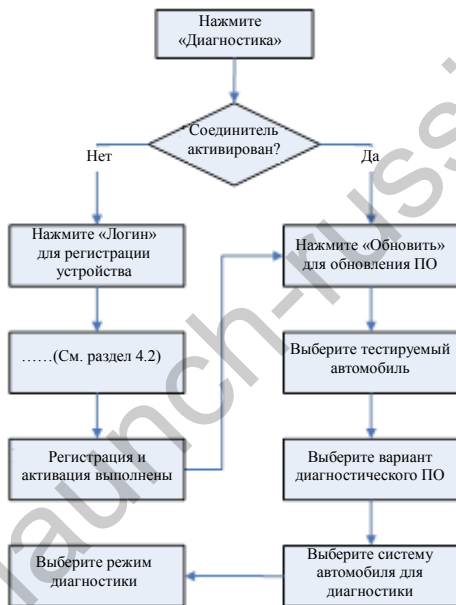 Нажмите
«Диагностика»
Соединитель
активирован?
Нет
Да
Нажмите «Логин»
для регистрации
устройства
Нажмите «Обновить»
для обновления ПО
……(См. раздел 4.2)
Выберите тестируемый
автомобиль
Регистрация и
активация выполнены
Выберите вариант
диагностического ПО
Выберите режим
диагностики
Выберите систему
автомобиля для
диагностики
launch-russi